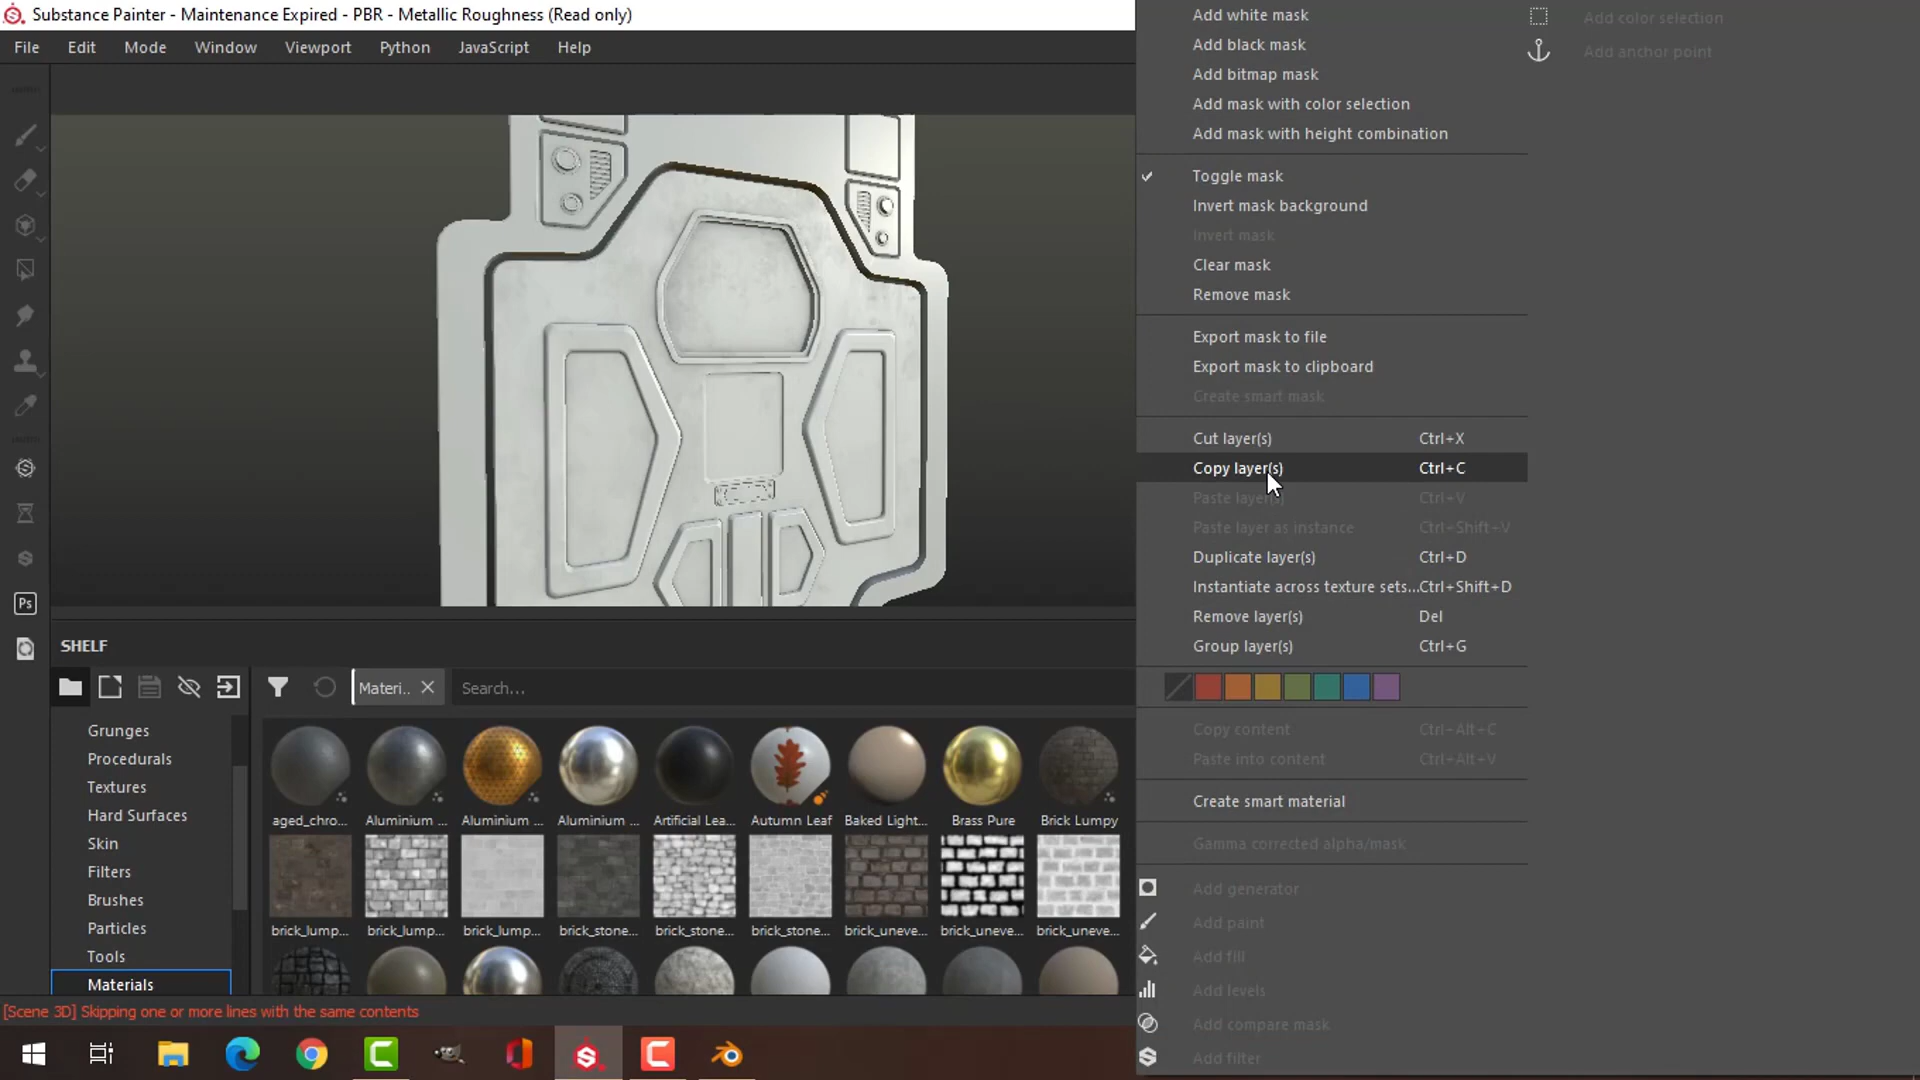 Substance Painter - Maintenance Expired - PBR - Metallic Roughness (Read only)
File Edit Mode Window Viewport Python JavaScript Help
Add white mask
Add black mask
Add bitmap mask
Add mask with color selection
Add mask with height combination
Toggle mask
Invert mask background
Invert mask
Clear mask
Remove mask
Export mask to file
Export mask to clipboard
Create smart mask
Cut layer(s) Ctrl+X
Copy layer(s) Ctrl+C
Paste layer(s) Ctrl+V
Paste layer as instance Ctrl+Shift+V
Duplicate layer(s) Ctrl+D
Instantiate across texture sets... Ctrl+Shift+D
Remove layer(s) Del
Group layer(s) Ctrl+G
Copy content Ctrl+Alt+C
Paste into content Ctrl+Alt+V
Create smart material
Gamma corrected alpha/mask
Add generator
Add paint
Add fill
Add levels
Add compare mask
Add filter
Add color selection
Add anchor point
Ps
SHELF
Materi..
Search...
Grunges
Procedurals
Textures
Hard Surfaces
Skin
Filters
Brushes
Particles
Tools
Materials
aged_chro... Aluminium ... Aluminium ... Aluminium ... Artificial Lea... Autumn Leaf Baked Light... Brass Pure Brick Lumpy
brick_lump... brick_lump... brick_lump... brick_stone... brick_stone... brick_stone... brick_uneve... brick_uneve... brick_uneve...
[Scene 3D] Skipping one or more lines with the same contents